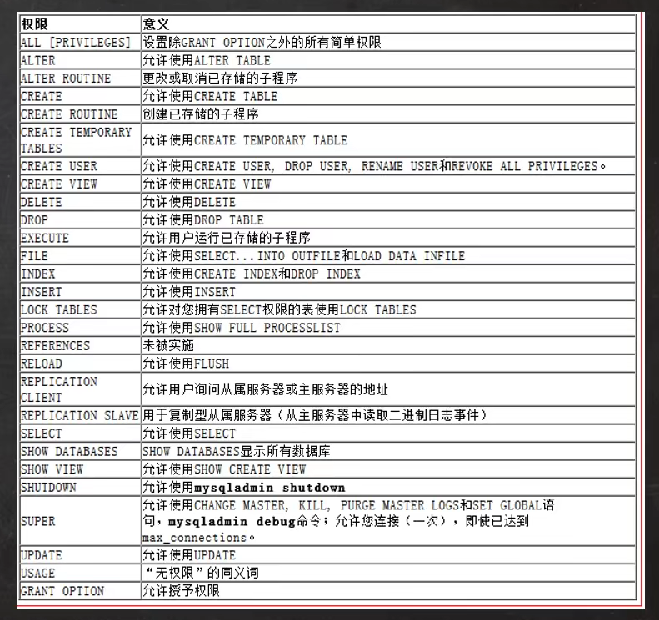 权限 意义
ALL [PRIVILEGES] 设置除GRANT OPTION之外的所有简单权限
ALTER 允许使用ALTER TABLE
ALTER ROUTINE 更改或取消已存储的子程序
CREATE 允许使用CREATE TABLE
CREATE ROUTINE 创建已存储的子程序
CREATE TEMPORARY
TABLES 允许使用CREATE TEMPORARY TABLE
CREATE USER 允许使用CREATE USER, DROP USER, RENAME USER和REVOKE ALL PRIVILEGES。
CREATE VIEW 允许使用CREATE VIEW
DELETE 允许使用DELETE
DROP 允许使用DROP TABLE
EXECUTE 允许用户运行已存储的子程序
FILE 允许使用SELECT...INTO OUTFILE和LOAD DATA INFILE
INDEX 允许使用CREATE INDEX和DROP INDEX
INSERT 允许使用INSERT
LOCK TABLES 允许对您拥有SELECT权限的表使用LOCK TABLES
PROCESS 允许使用SHOW FULL PROCESSLIST
REFERENCES 未被实施
RELOAD 允许使用FLUSH
REPLICATION
CLIENT 允许用户询问从属服务器或主服务器的地址
REPLICATION SLAVE 用于复制型从属服务器（从主服务器中读取二进制日志事件）
SELECT 允许使用SELECT
SHOW DATABASES SHOW DATABASES显示所有数据库
SHOW VIEW 允许使用SHOW CREATE VIEW
SHUTDOWN 允许使用mysqladmin shutdown
SUPER 允许使用CHANGE MASTER, KILL, PURGE MASTER LOGS和SET GLOBAL语
句，mysqladmin debug命令；允许您连接（一次），即使已达到
max_connections。
UPDATE 允许使用UPDATE
USAGE “无权限”的同义词
GRANT OPTION 允许授予权限